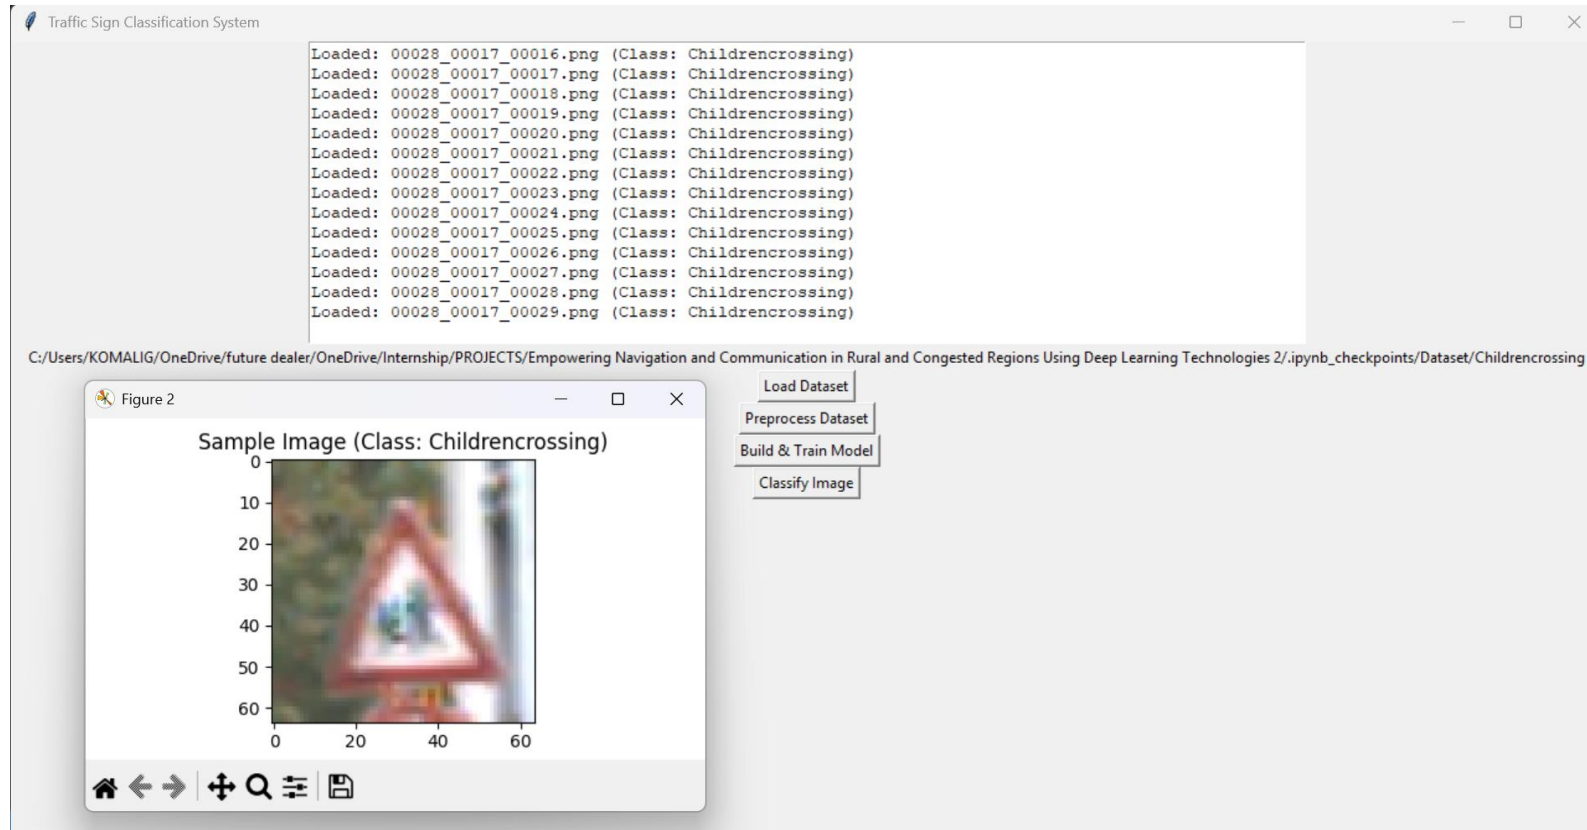 Traffic Sign Classification System
Loaded: 00028_00017_00016.png (Class: Childrencrossing)
Loaded: 00028_00017_00017.png (Class: Childrencrossing)
Loaded: 00028_00017_00018.png (Class: Childrencrossing)
Loaded: 00028_00017_00019.png (Class: Childrencrossing)
Loaded: 00028_00017_00020.png (Class: Childrencrossing)
Loaded: 00028_00017_00021.png (Class: Childrencrossing)
Loaded: 00028_00017_00022.png (Class: Childrencrossing)
Loaded: 00028_00017_00023.png (Class: Childrencrossing)
Loaded: 00028_00017_00024.png (Class: Childrencrossing)
Loaded: 00028_00017_00025.png (Class: Childrencrossing)
Loaded: 00028_00017_00026.png (Class: Childrencrossing)
Loaded: 00028_00017_00027.png (Class: Childrencrossing)
Loaded: 00028_00017_00028.png (Class: Childrencrossing)
Loaded: 00028_00017_00029.png (Class: Childrencrossing)
C:/Users/KOMALIG/OneDrive/future dealer/OneDrive/Internship/PROJECTS/Empowering Navigation and Communication in Rural and Congested Regions Using Deep Learning Technologies 2/.ipynb_checkpoints/Dataset/Childrencrossing
Load Dataset
Preprocess Dataset
Build & Train Model
Classify Image
Figure 2
Sample Image (Class: Childrencrossing)
0
10
20
30
40
50
60
0 20 40 60